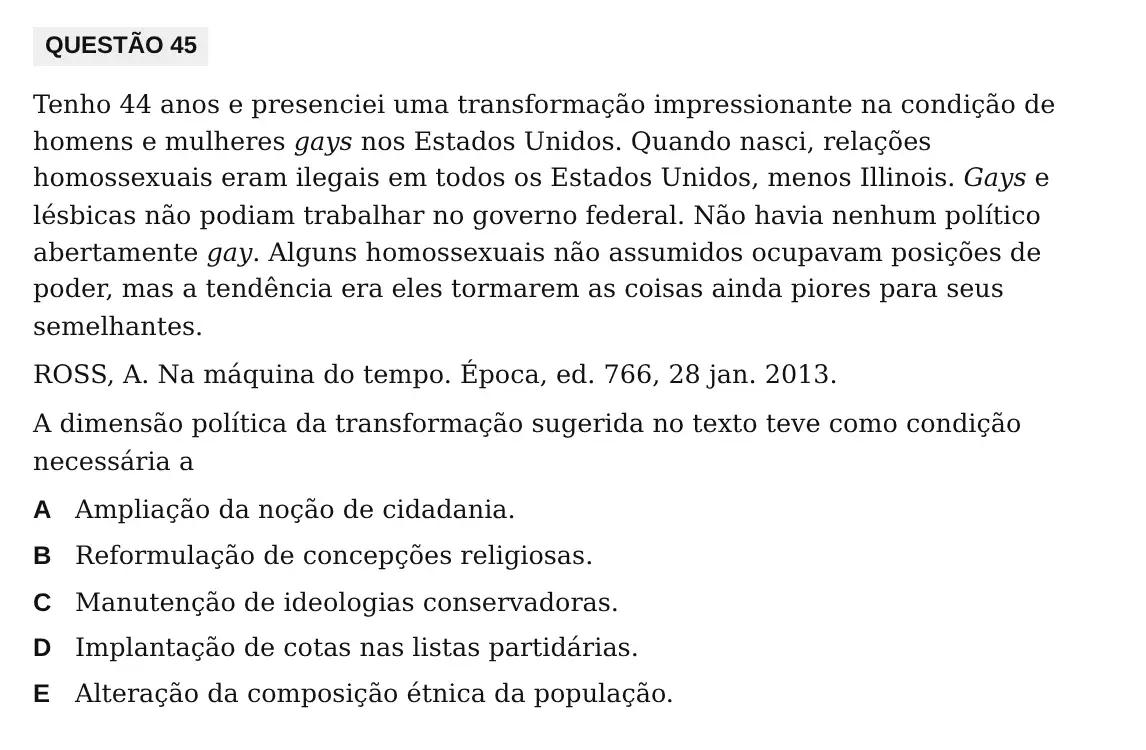 QUESTÃO 45
Tenho 44 anos e presenciei uma transformação impressionante na condição de
homens e mulheres gays nos Estados Unidos. Quando nasci, relações
homossexuais eram ilegais em todos os Estados Unidos, menos Illinois. Gays e
lésbicas não podiam trabalhar no governo federal. Não havia nenhum político
abertamente gay. Alguns homossexuais não assumidos ocupavam posições de
poder, mas a tendência era eles tormarem as coisas ainda piores para seus
semelhantes.
ROSS, A. Na máquina do tempo. Época, ed. 766, 28 jan. 2013.
A dimensão política da transformação sugerida no texto teve como condição
necessária a
A Ampliação da noção de cidadania.
B Reformulação de concepções religiosas.
C Manutenção de ideologias conservadoras.
D Implantação de cotas nas listas partidárias.
E Alteração da composição étnica da população.